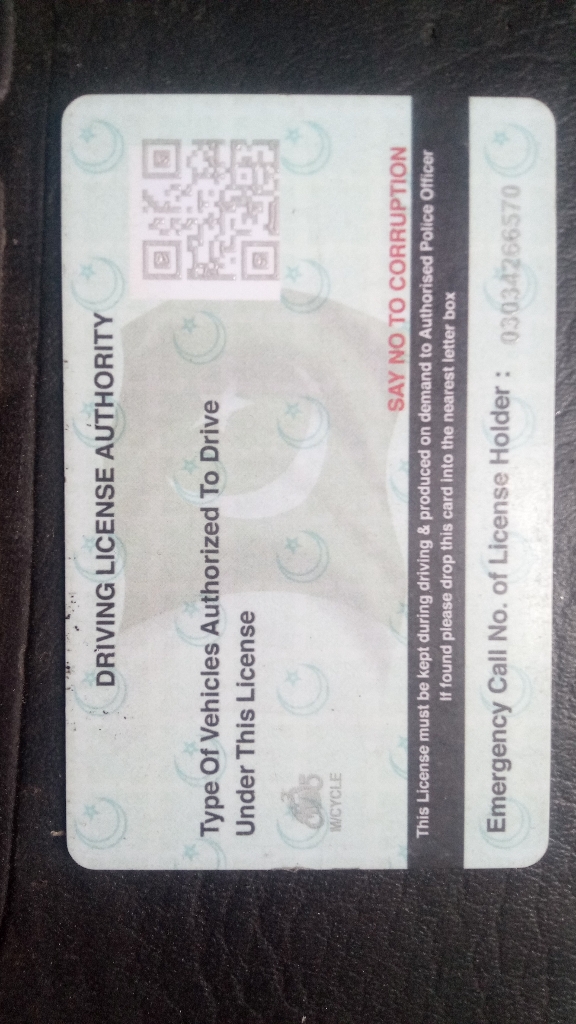 DRIVING LICENSE AUTHORITY
Type Of Vehicles Authorized To Drive
Under This License
M/CYCLE
SAY NO TO CORRUPTION
This License must be kept during driving & produced on demand to Authorised Police Officer
If found please drop this card into the nearest letter box
Emergency Call No. of License Holder : 03034266570